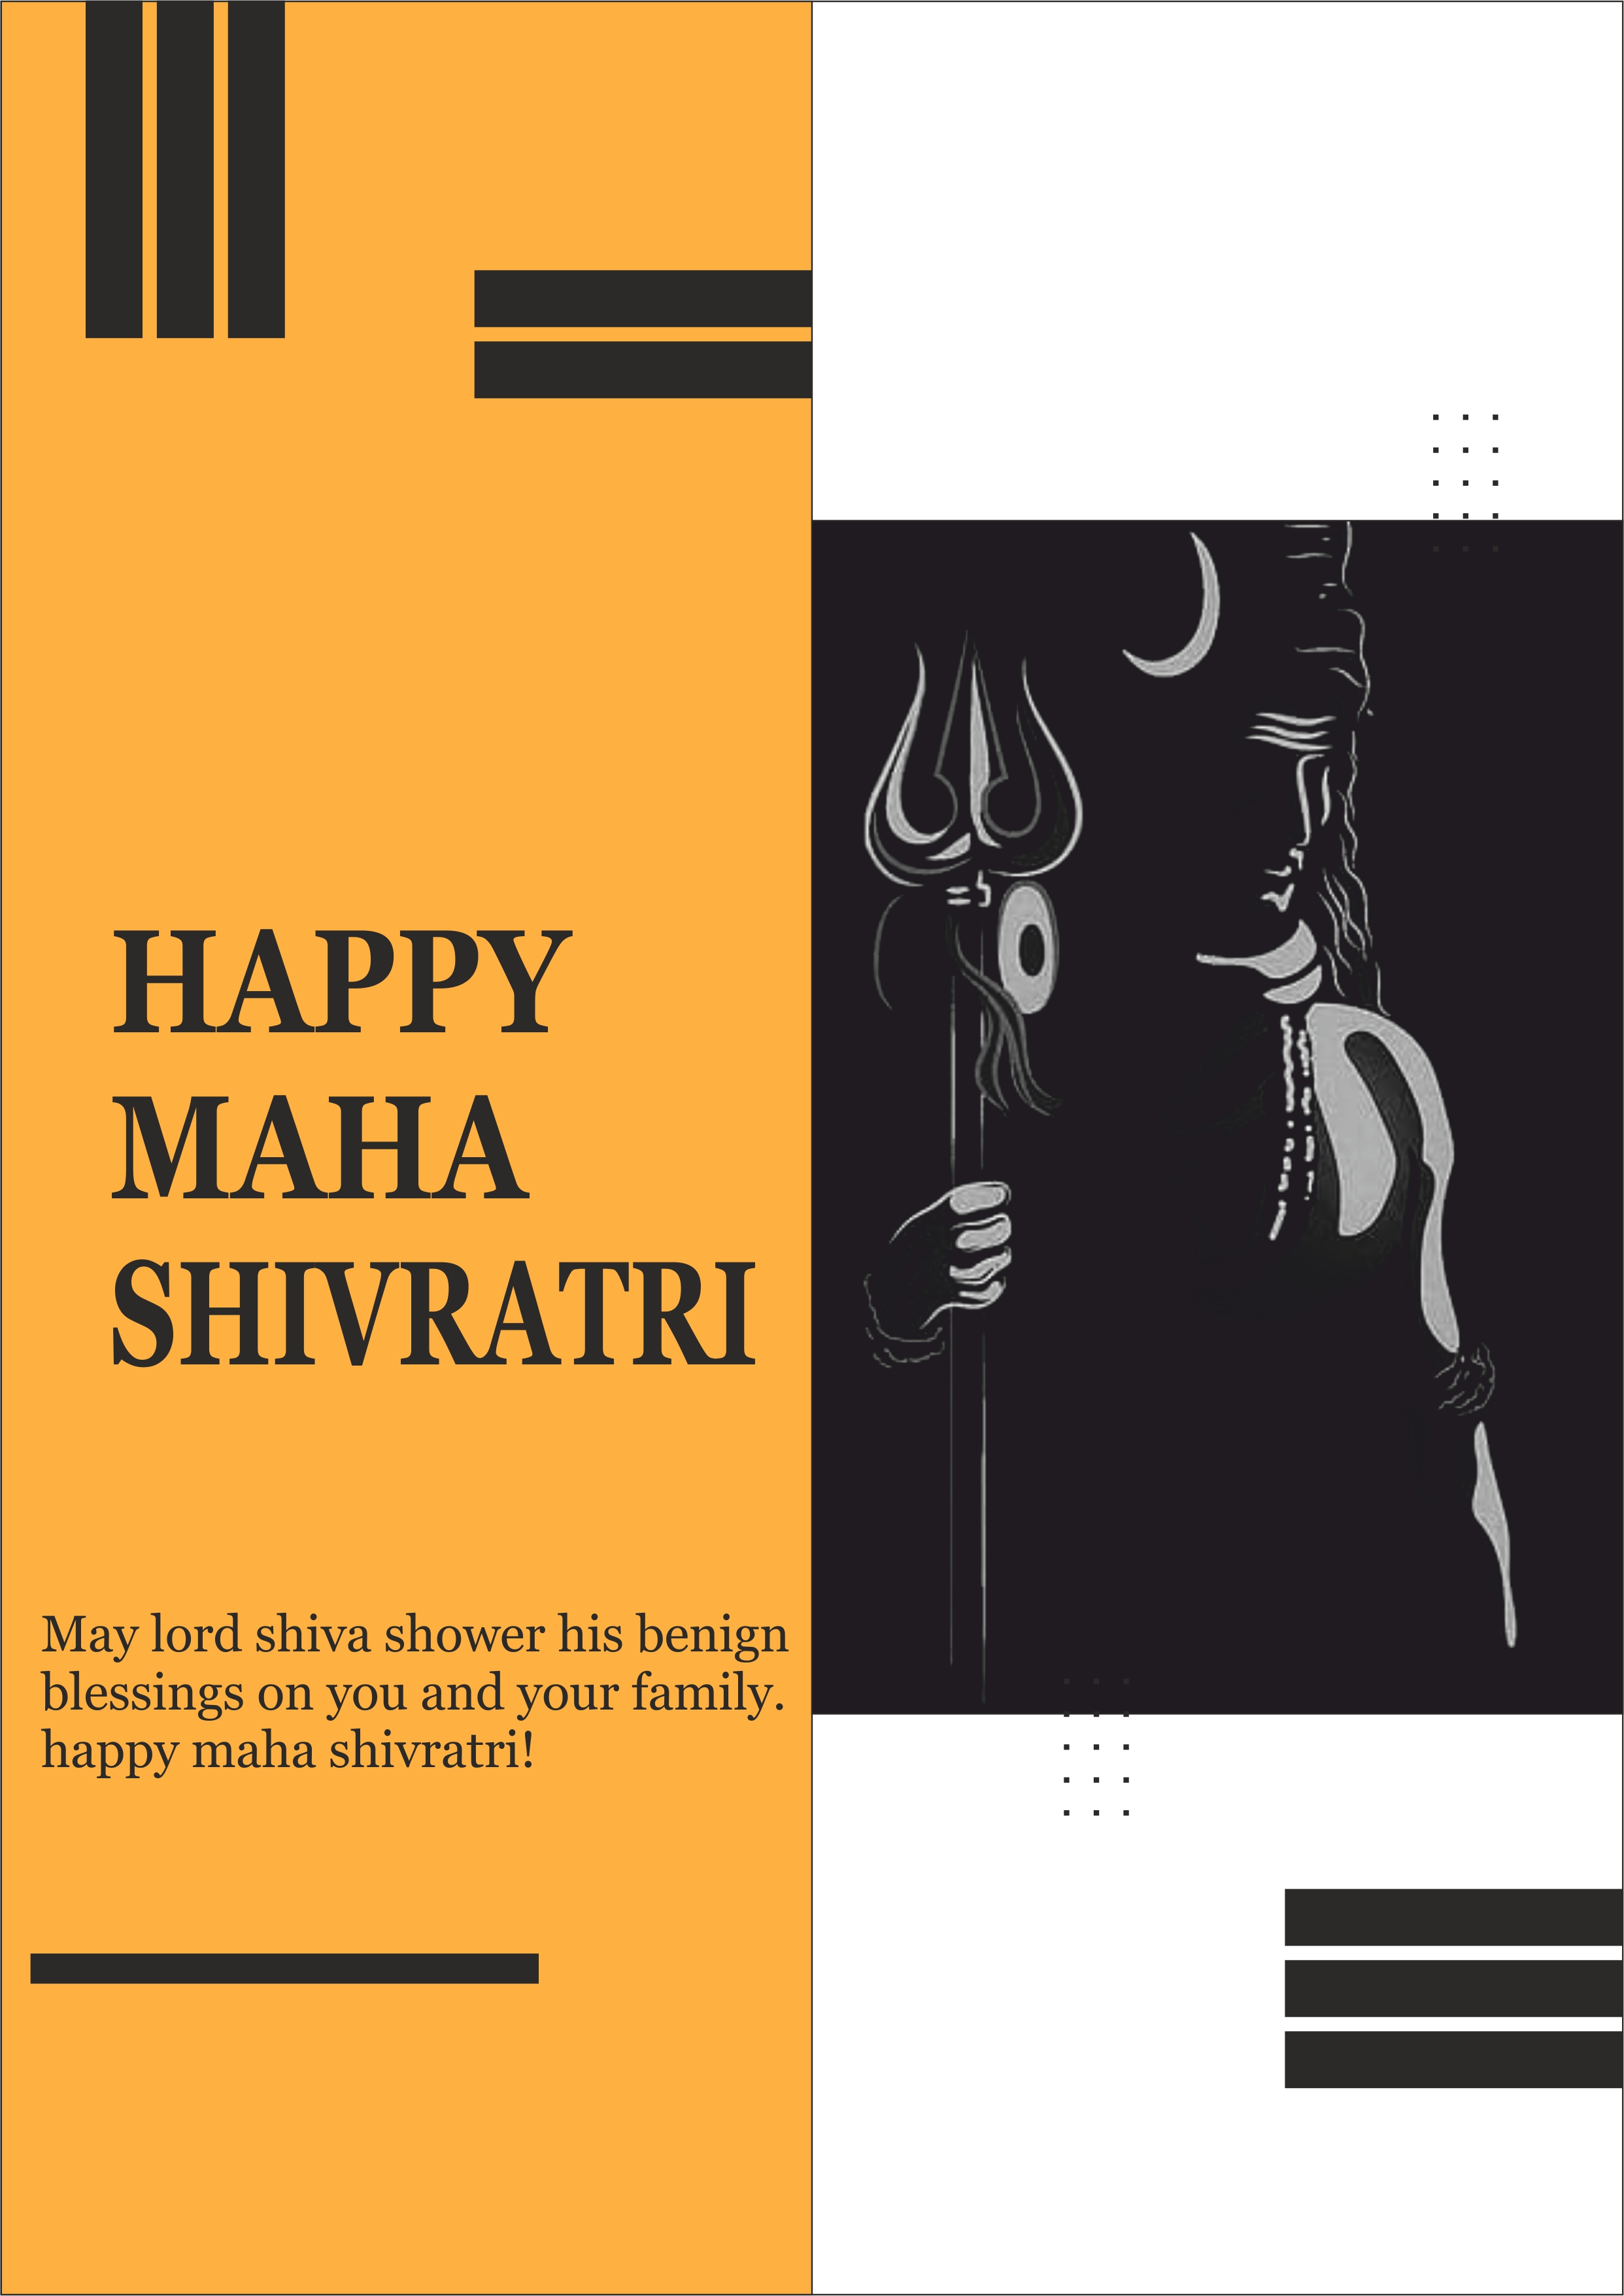 HAPPY
MAHA
SHIVRATRI
May lord shiva shower his benign
blessings on you and your family.
happy maha shivratri!